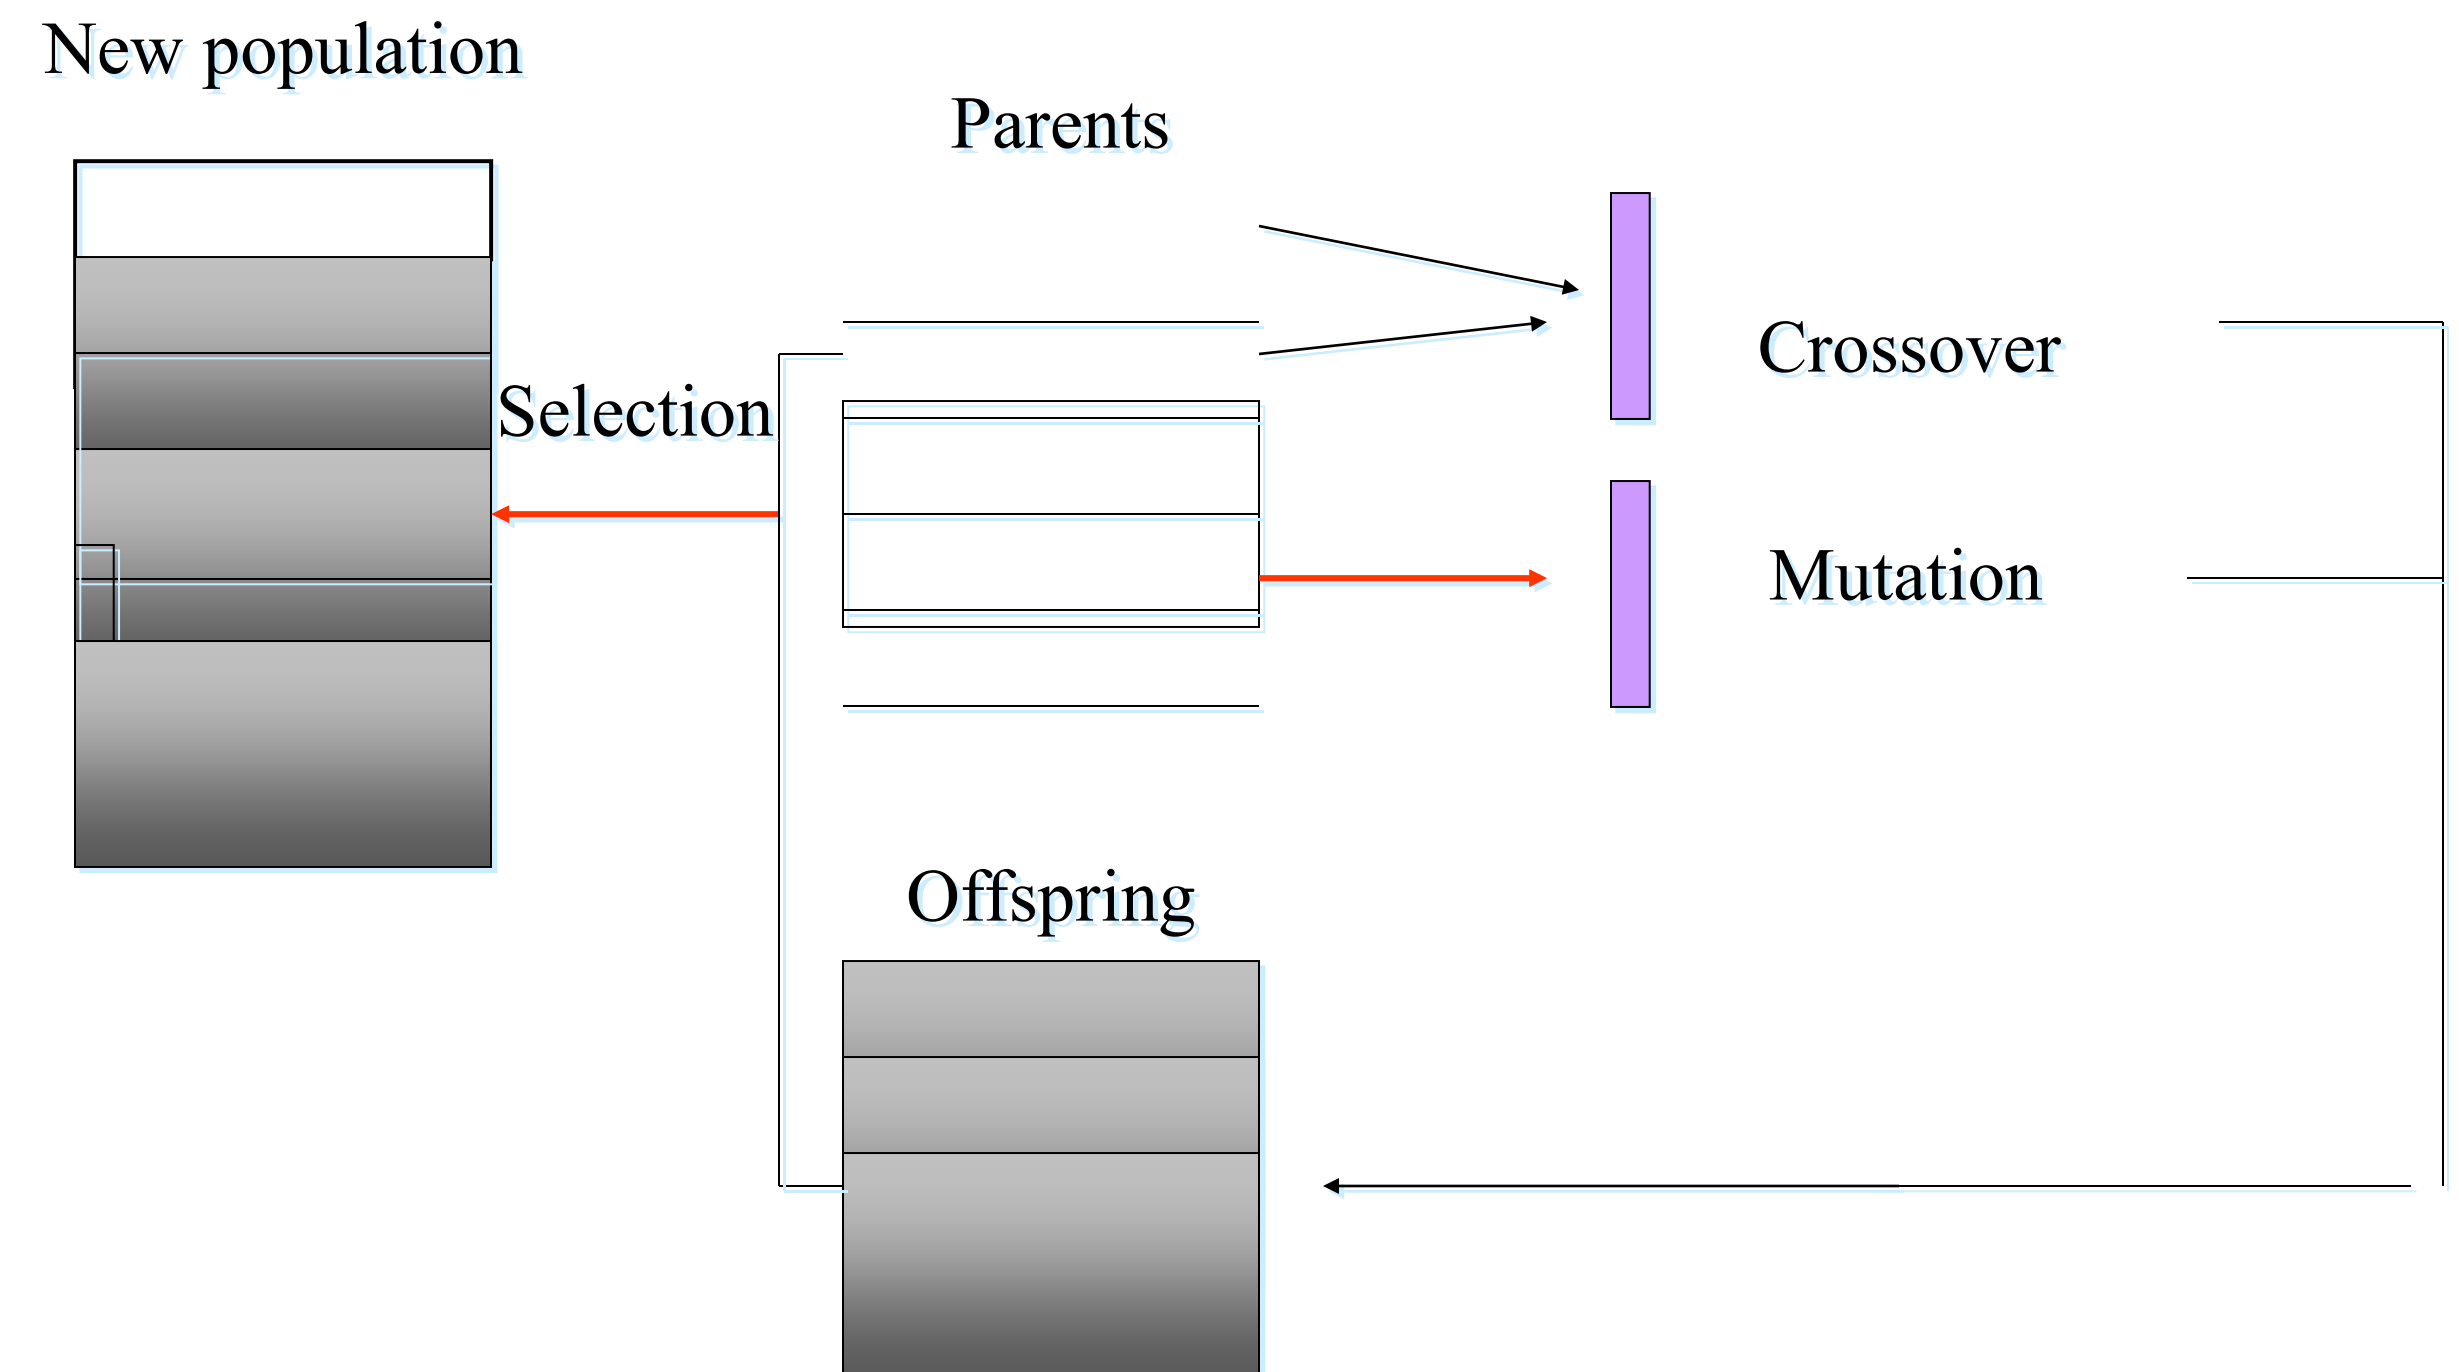 New population
Parents
Crossover
Selection
Mutation
Offspring